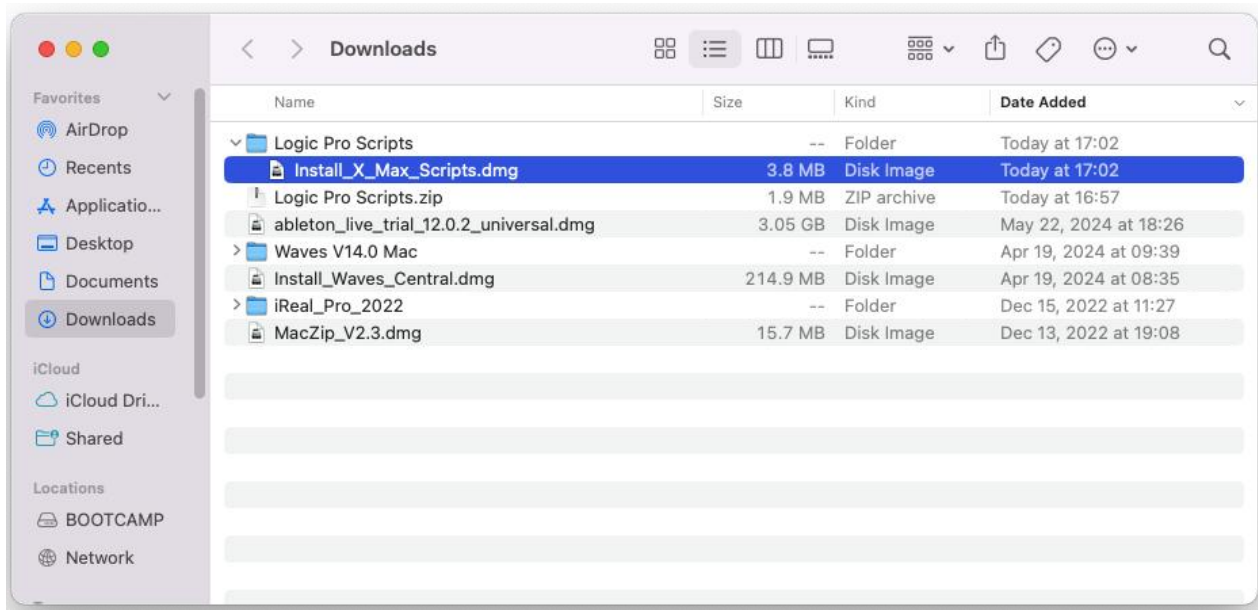 Downloads
Favorites
AirDrop
Recents
Applicatio...
Desktop
Documents
Downloads
iCloud
iCloud Dri...
Shared
Locations
BOOTCAMP
Network
Name Size Kind Date Added
Logic Pro Scripts -- Folder Today at 17:02
Install_X_Max_Scripts.dmg 3.8 MB Disk Image Today at 17:02
Logic Pro Scripts.zip 1.9 MB ZIP archive Today at 16:57
ableton_live_trial_12.0.2_universal.dmg 3.05 GB Disk Image May 22, 2024 at 18:26
Waves V14.0 Mac -- Folder Apr 19, 2024 at 09:39
Install_Waves_Central.dmg 214.9 MB Disk Image Apr 19, 2024 at 08:35
iReal_Pro_2022 -- Folder Dec 15, 2022 at 11:27
MacZip_V2.3.dmg 15.7 MB Disk Image Dec 13, 2022 at 19:08